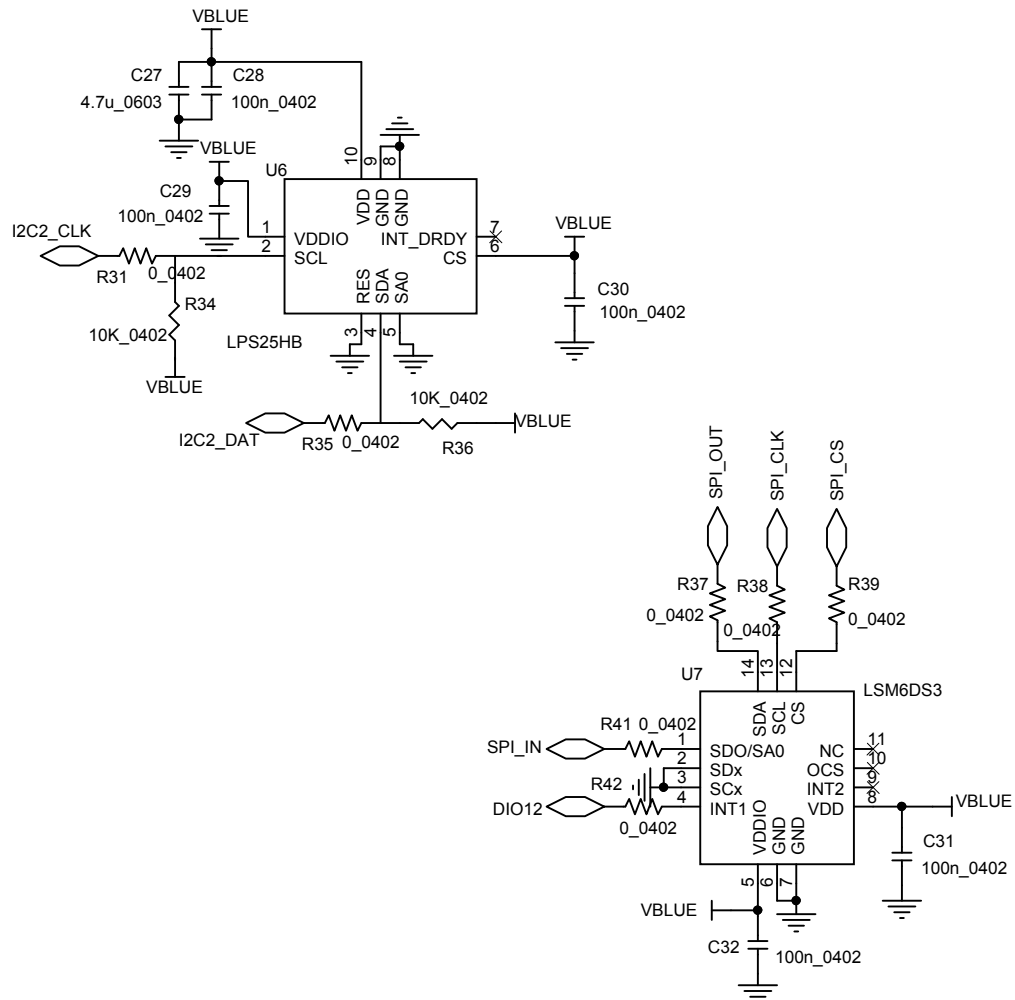 VBLUE
C27
C28
4.7u_0603
100n_0402
VBLUE
U6
10
9
8
C29
100n_0402
VDD
GND
GND
I2C2_CLK
1
2
VDDIO
SCL
INT_DRDY
CS
7
6
VBLUE
R31
0_0402
R34
10K_0402
VBLUE
RES
SDA
SA0
3
4
5
LPS25HB
C30
100n_0402
10K_0402
VBLUE
I2C2_DAT
R35
0_0402
R36
SPI_OUT
SPI_CLK
SPI_CS
R37
R38
R39
0_0402
0_0402
0_0402
U7
14
13
12
LSM6DS3
SDA
SCL
CS
R41
0_0402
SPI_IN
1
2
3
4
SDO/SA0
SDx
SCx
INT1
NC
OCS
INT2
VDD
11
10
9
8
R42
DIO12
0_0402
VBLUE
VDDIO
GND
GND
C31
100n_0402
5
6
7
VBLUE
C32
100n_0402